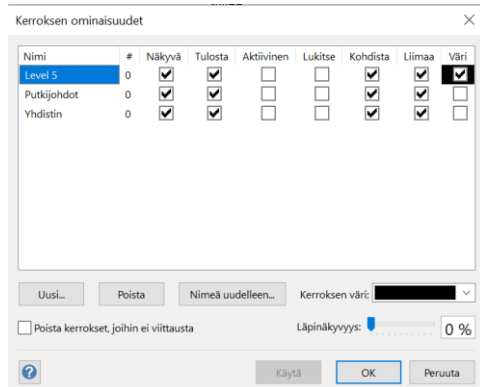 Kerroksen ominaisuudet
Nimi # Näkyvä Tulosta Aktiivinen Lukitse Kohdista Liimaa Väri
Level 5 0
Putkijohdot 0
Yhdistin 0
Uusi... Poista Nimeä uudelleen... Kerroksen väri:
Poista kerrokset, joihin ei viittausta Läpinäkyvyys: 0 %
? Käytä OK Peruuta